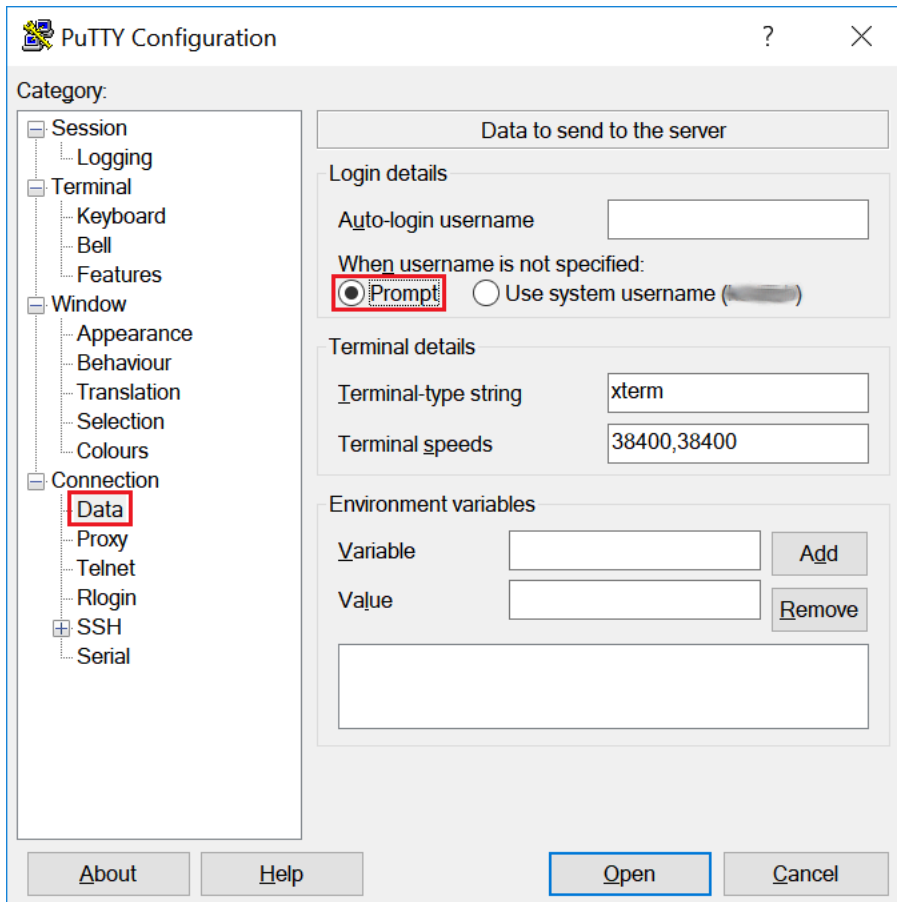 PuTTY Configuration
Category:
Session
Logging
Terminal
Keyboard
Bell
Features
Window
Appearance
Behaviour
Translation
Selection
Colours
Connection
Data
Proxy
Telnet
Rlogin
SSH
Serial
Data to send to the server
Login details
Auto-login username
When username is not specified:
Prompt Use system username ( )
Terminal details
Terminal-type string xterm
Terminal speeds 38400,38400
Environment variables
Variable Add
Value Remove
About Help Open Cancel